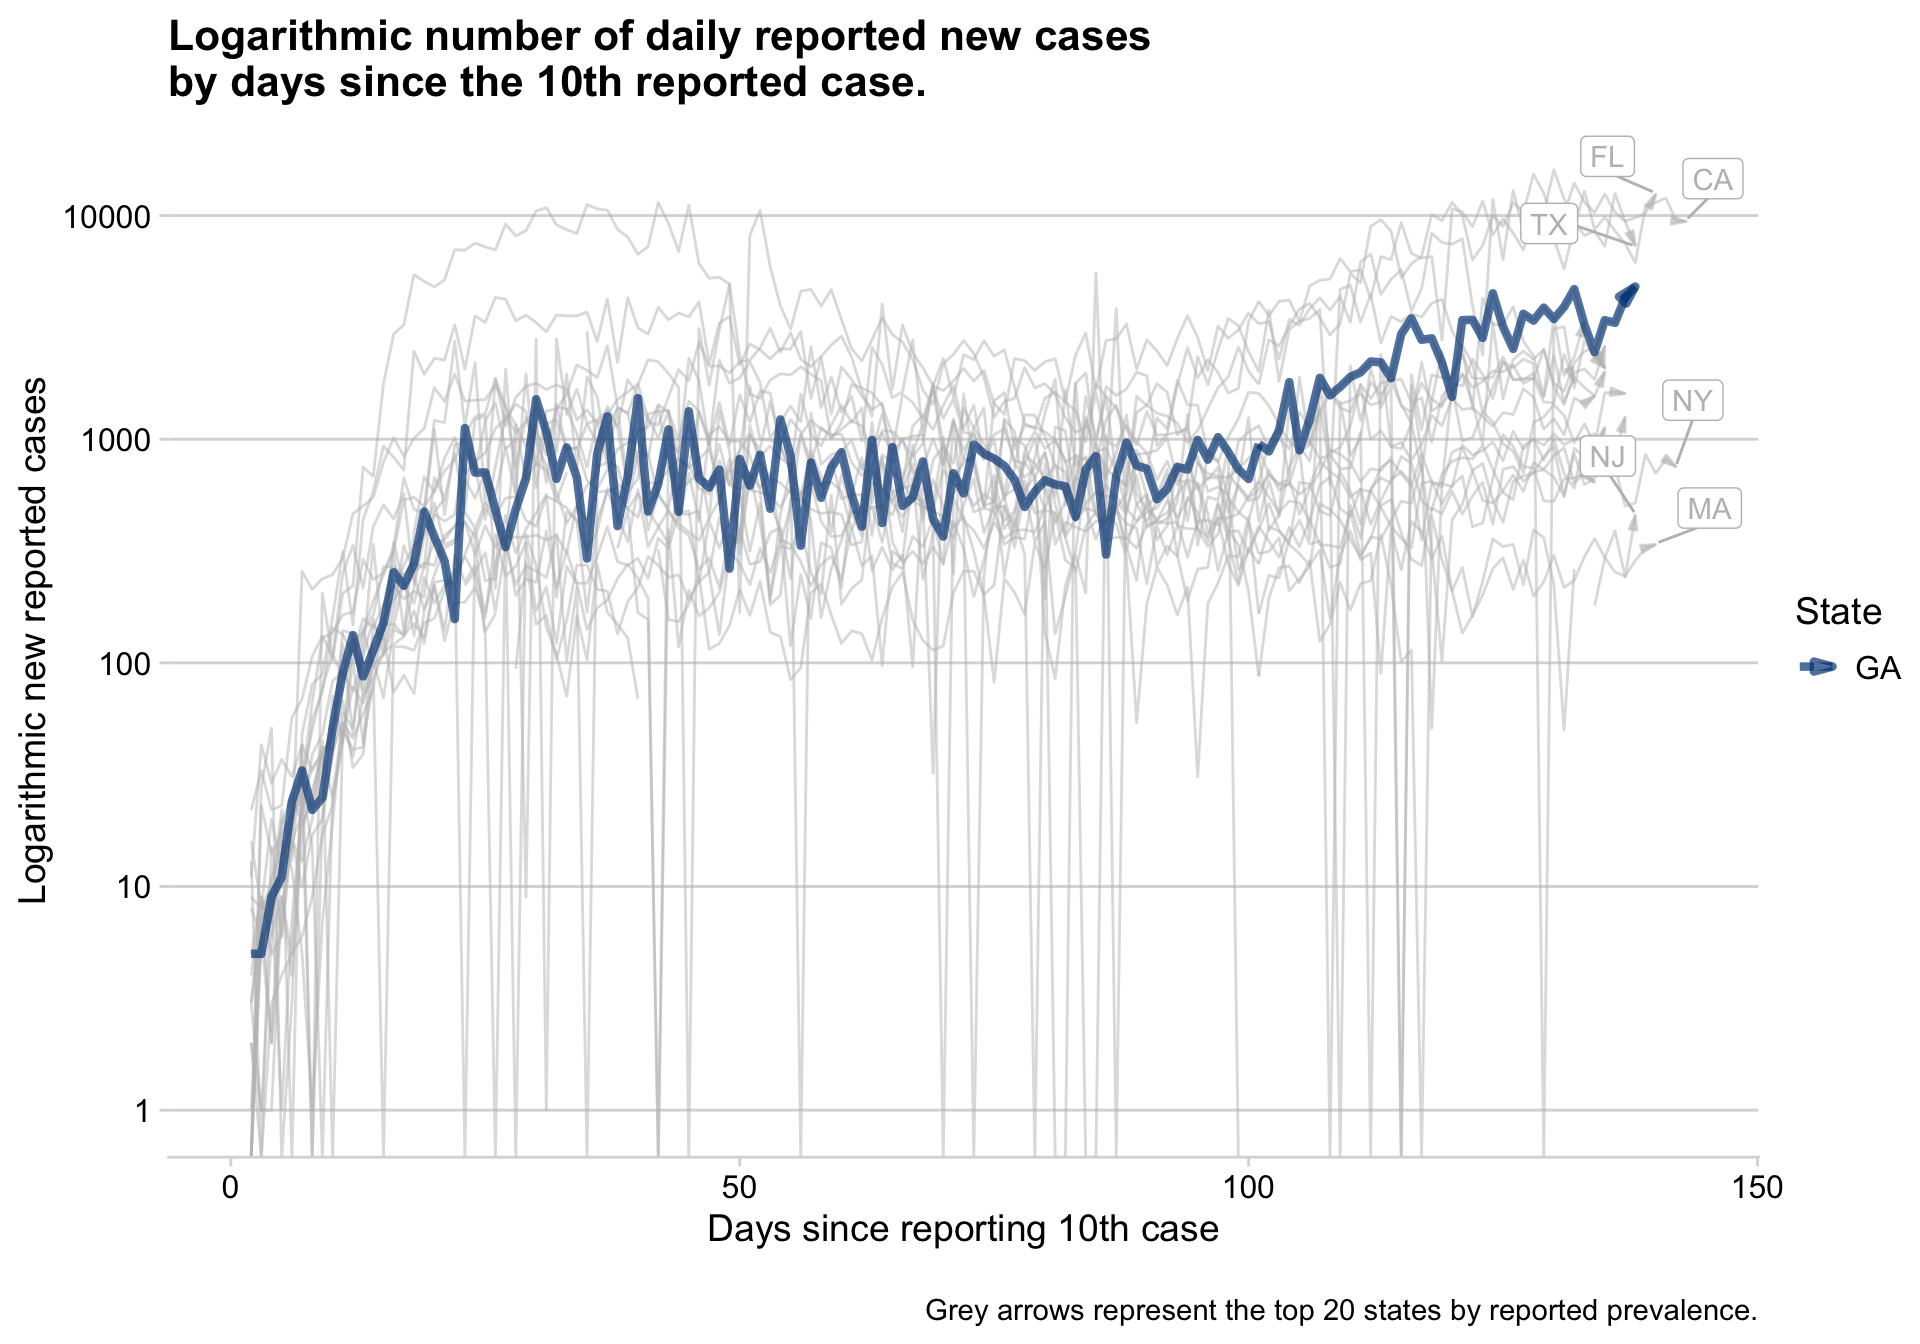 Logarithmic number of daily reported new cases
by days since the 10th reported case.
Logarithmic new reported cases
10000
1000
100
10
1
FL
CA
TX
NY
NJ
MA
State
GA
0
50
100
150
Days since reporting 10th case
Grey arrows represent the top 20 states by reported prevalence.